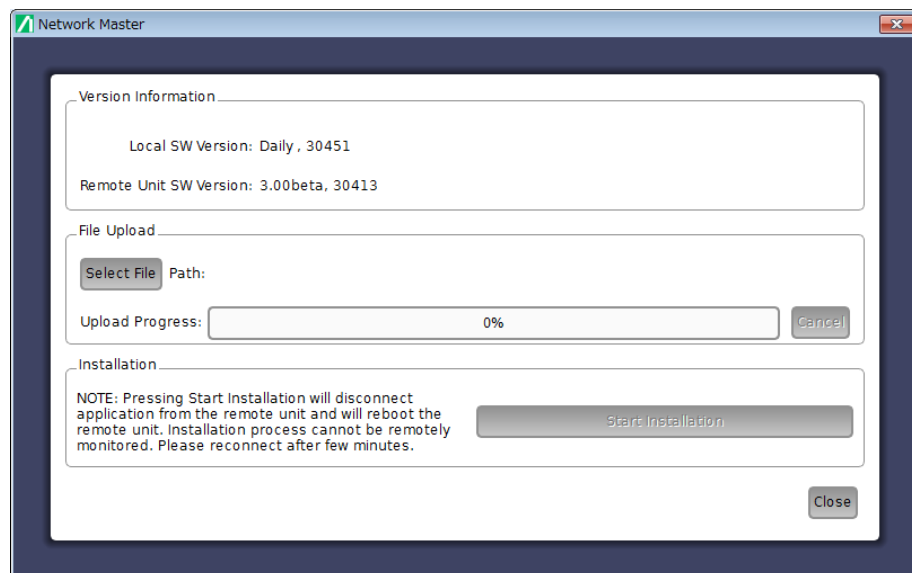 Network Master
Version Information
Local SW Version: Daily , 30451
Remote Unit SW Version: 3.00beta, 30413
File Upload
Select File Path:
Upload Progress: 0% Cancel
Installation
NOTE: Pressing Start Installation will disconnect
application from the remote unit and will reboot the
remote unit. Installation process cannot be remotely
monitored. Please reconnect after few minutes.
Start Installation
Close